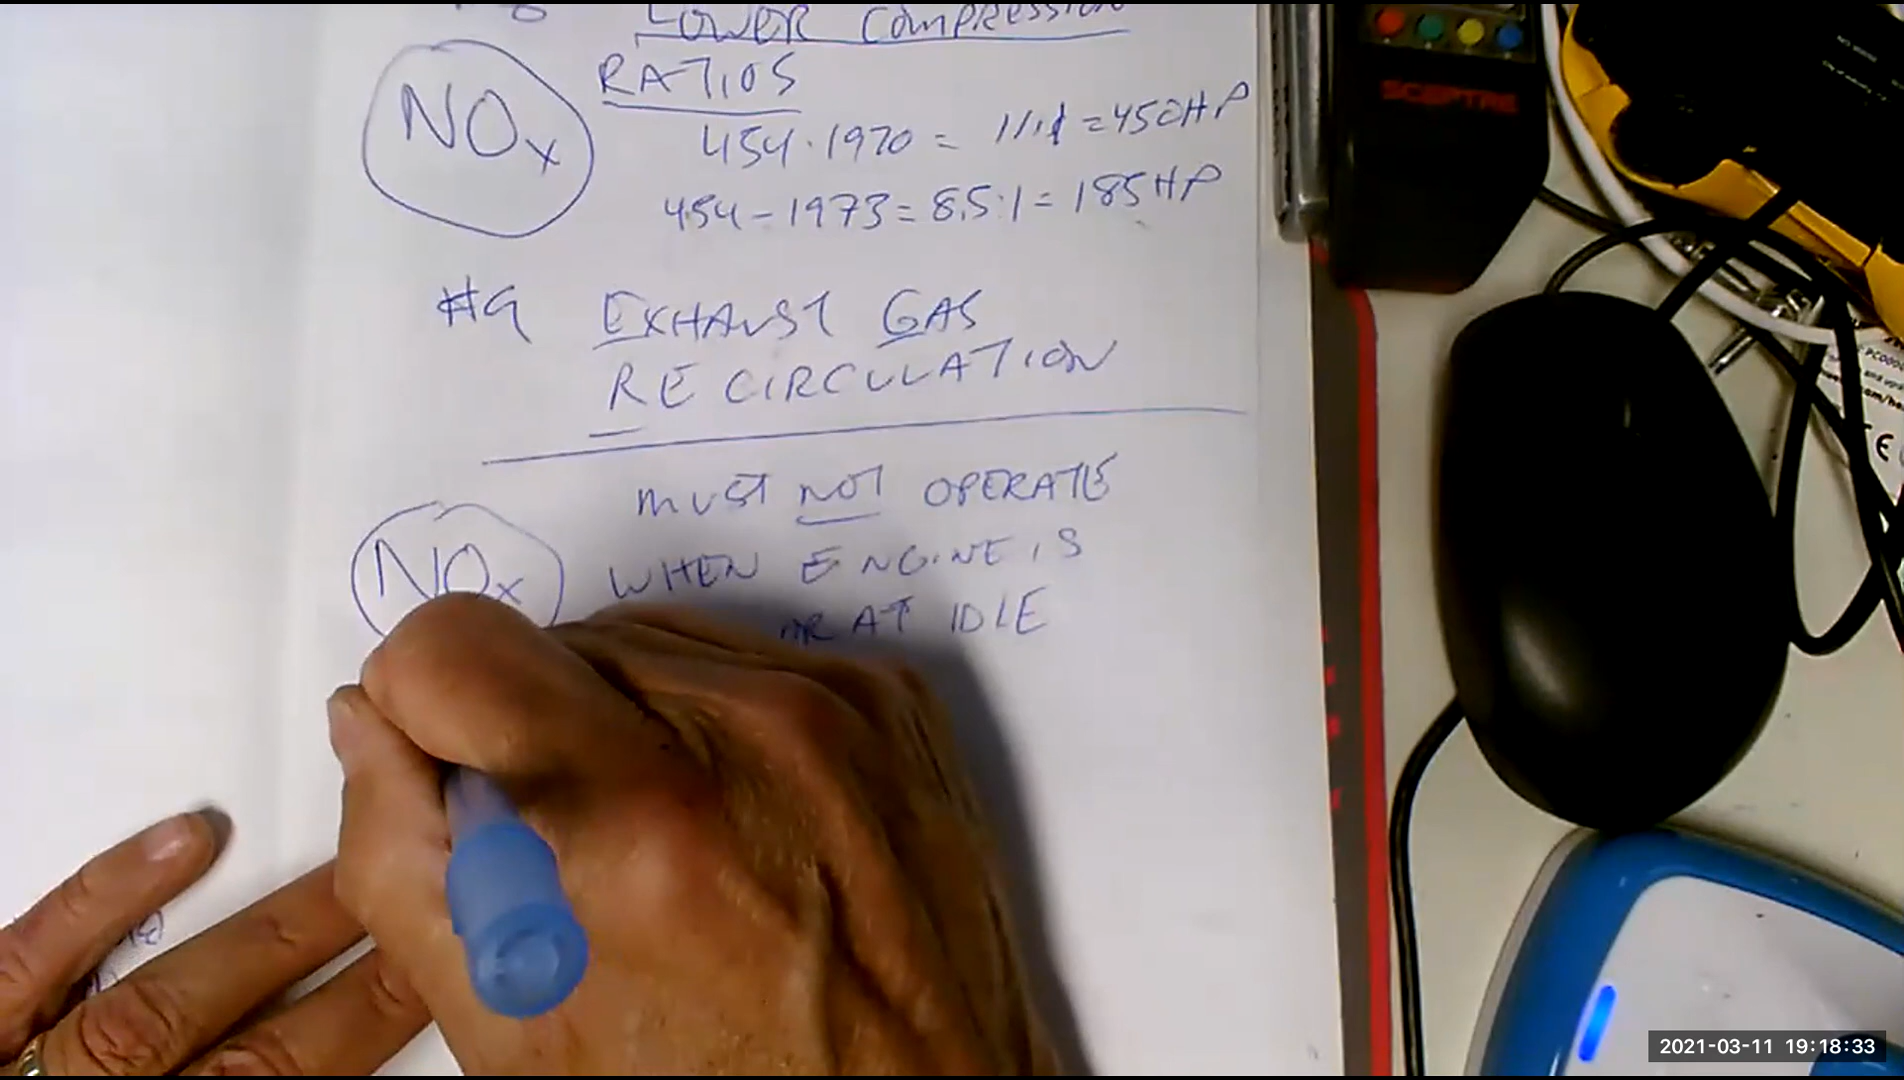 LOWER COMPRESSION
RATIOS
NOx
454 · 1970 = 11:1 = 450HP
454 - 1973 = 8.5:1 = 185HP
#9 EXHAUST GAS
RECIRCULATION
MUST NOT OPERATE
NOx WHEN ENGINE IS
OR AT IDLE
SCEPTRE
2021-03-11 19:18:33